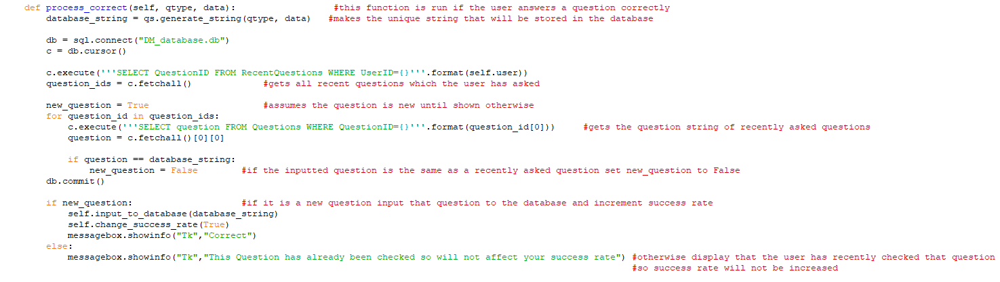 def process_correct(self, qtype, data):                  #this function is run if the user answers a question correctly
    database_string = qs.generate_string(qtype, data)   #makes the unique string that will be stored in the database
    db = sql.connect("DM_database.db")
    c = db.cursor()
    c.execute('''SELECT QuestionID FROM RecentQuestions WHERE UserID={}'''.format(self.user))
    question_ids = c.fetchall()             #gets all recent questions which the user has asked
    new_question = True                     #assumes the question is new until shown otherwise
    for question_id in question_ids:
        c.execute('''SELECT question FROM Questions WHERE QuestionID={}'''.format(question_id[0]))     #gets the question string of recently asked questions
        question = c.fetchall()[0][0]
        if question == database_string:
            new_question = False        #if the inputted question is the same as a recently asked question set new_question to False
    db.commit()
    if new_question:                    #if it is a new question input that question to the database and increment success rate
        self.input_to_database(database_string)
        self.change_success_rate(True)
        messagebox.showinfo("Tk","Correct")
    else:
        messagebox.showinfo("Tk","This Question has already been checked so will not affect your success rate") #otherwise display that the user has recently checked that question
                                                                                                                #so success rate will not be increased